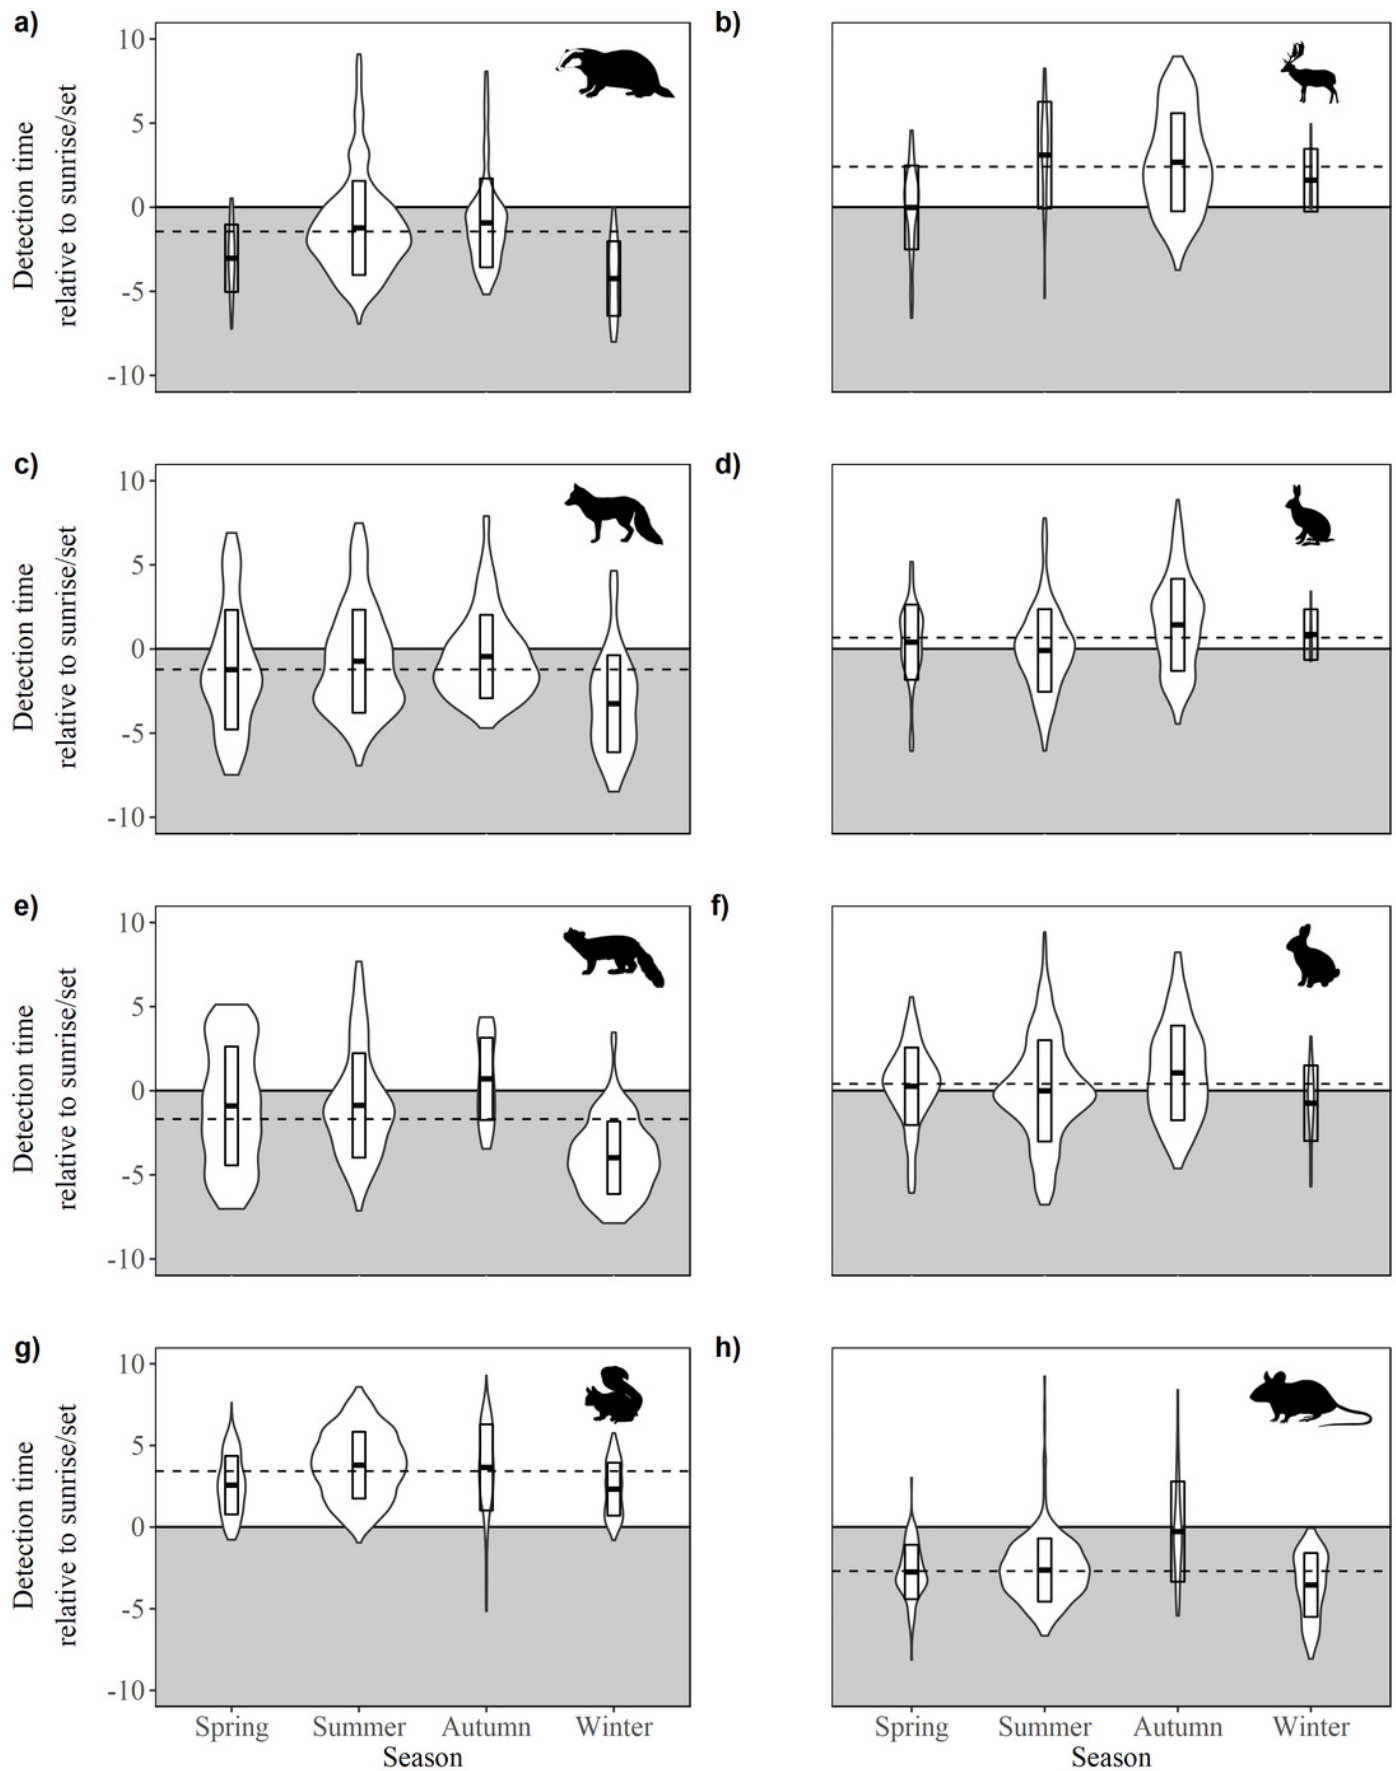 a)
b)
10
5
0
-5
-10
Detection time
relative to sunrise/set
c)
d)
10
5
0
-5
-10
Detection time
relative to sunrise/set
e)
f)
10
5
0
-5
-10
Detection time
relative to sunrise/set
g)
h)
10
5
0
-5
-10
Detection time
relative to sunrise/set
Spring Summer Autumn Winter
Season
Spring Summer Autumn Winter
Season